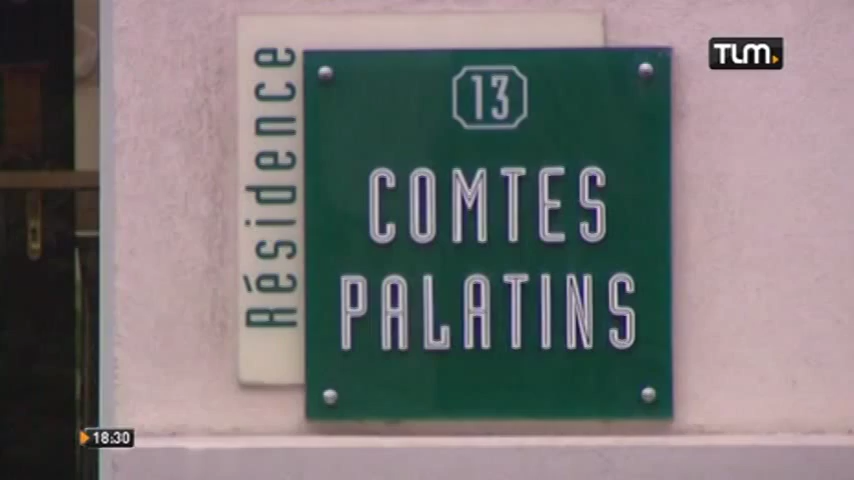 TLM
Résidence
13
COMTES
PALATINS
18:30